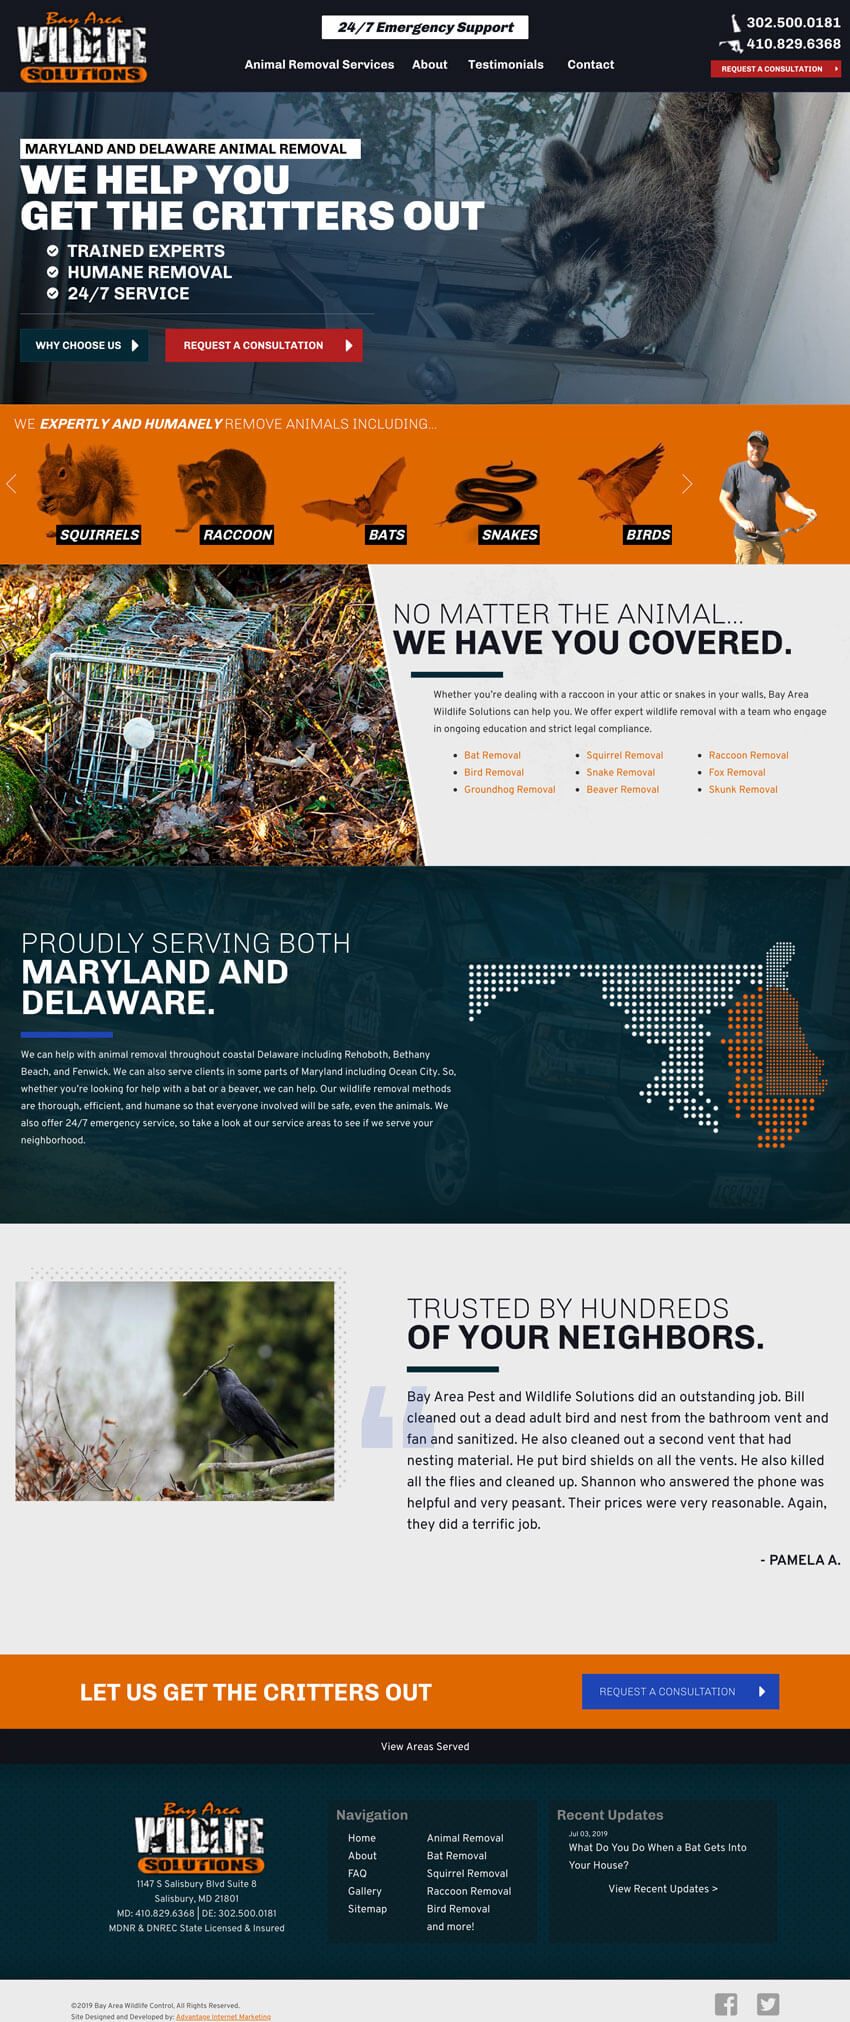 Bay Area
WILDLIFE
SOLUTIONS
24/7 Emergency Support
302.500.0181
410.829.6368
Animal Removal Services About Testimonials Contact
REQUEST A CONSULTATION
MARYLAND AND DELAWARE ANIMAL REMOVAL
WE HELP YOU
GET THE CRITTERS OUT
TRAINED EXPERTS
HUMANE REMOVAL
24/7 SERVICE
WHY CHOOSE US
REQUEST A CONSULTATION
WE EXPERTLY AND HUMANELY REMOVE ANIMALS INCLUDING...
SQUIRRELS RACCOON BATS SNAKES BIRDS
NO MATTER THE ANIMAL...
WE HAVE YOU COVERED.
Whether you're dealing with a raccoon in your attic or snakes in your walls, Bay Area
Wildlife Solutions can help you. We offer expert wildlife removal with a team who engage
in ongoing education and strict legal compliance.
• Bat Removal • Squirrel Removal • Raccoon Removal
• Bird Removal • Snake Removal • Fox Removal
• Groundhog Removal • Beaver Removal • Skunk Removal
PROUDLY SERVING BOTH
MARYLAND AND
DELAWARE.
We can help with animal removal throughout coastal Delaware including Rehoboth, Bethany
Beach, and Fenwick. We can also serve clients in some parts of Maryland including Ocean City. So,
whether you're looking for help with a bat or a beaver, we can help. Our wildlife removal methods
are thorough, efficient, and humane so that everyone involved will be safe, even the animals. We
also offer 24/7 emergency service, so take a look at our service areas to see if we serve your
neighborhood.
TRUSTED BY HUNDREDS
OF YOUR NEIGHBORS.
“
Bay Area Pest and Wildlife Solutions did an outstanding job. Bill
cleaned out a dead adult bird and nest from the bathroom vent and
fan and sanitized. He also cleaned out a second vent that had
nesting material. He put bird shields on all the vents. He also killed
all the flies and cleaned up. Shannon who answered the phone was
helpful and very peasant. Their prices were very reasonable. Again,
they did a terrific job.
- PAMELA A.
LET US GET THE CRITTERS OUT
REQUEST A CONSULTATION
View Areas Served
Bay Area
WILDLIFE
SOLUTIONS
1147 S Salisbury Blvd Suite 8
Salisbury, MD 21801
MD: 410.829.6368 | DE: 302.500.0181
MDNR & DNREC State Licensed & Insured
Navigation
Home
About
FAQ
Gallery
Sitemap
Animal Removal
Bat Removal
Squirrel Removal
Raccoon Removal
Bird Removal
and more!
Recent Updates
Jul 03, 2019
What Do You Do When a Bat Gets Into
Your House?
View Recent Updates >
©2019 Bay Area Wildlife Control, All Rights Reserved.
Site Designed and Developed by: Advantage Internet Marketing